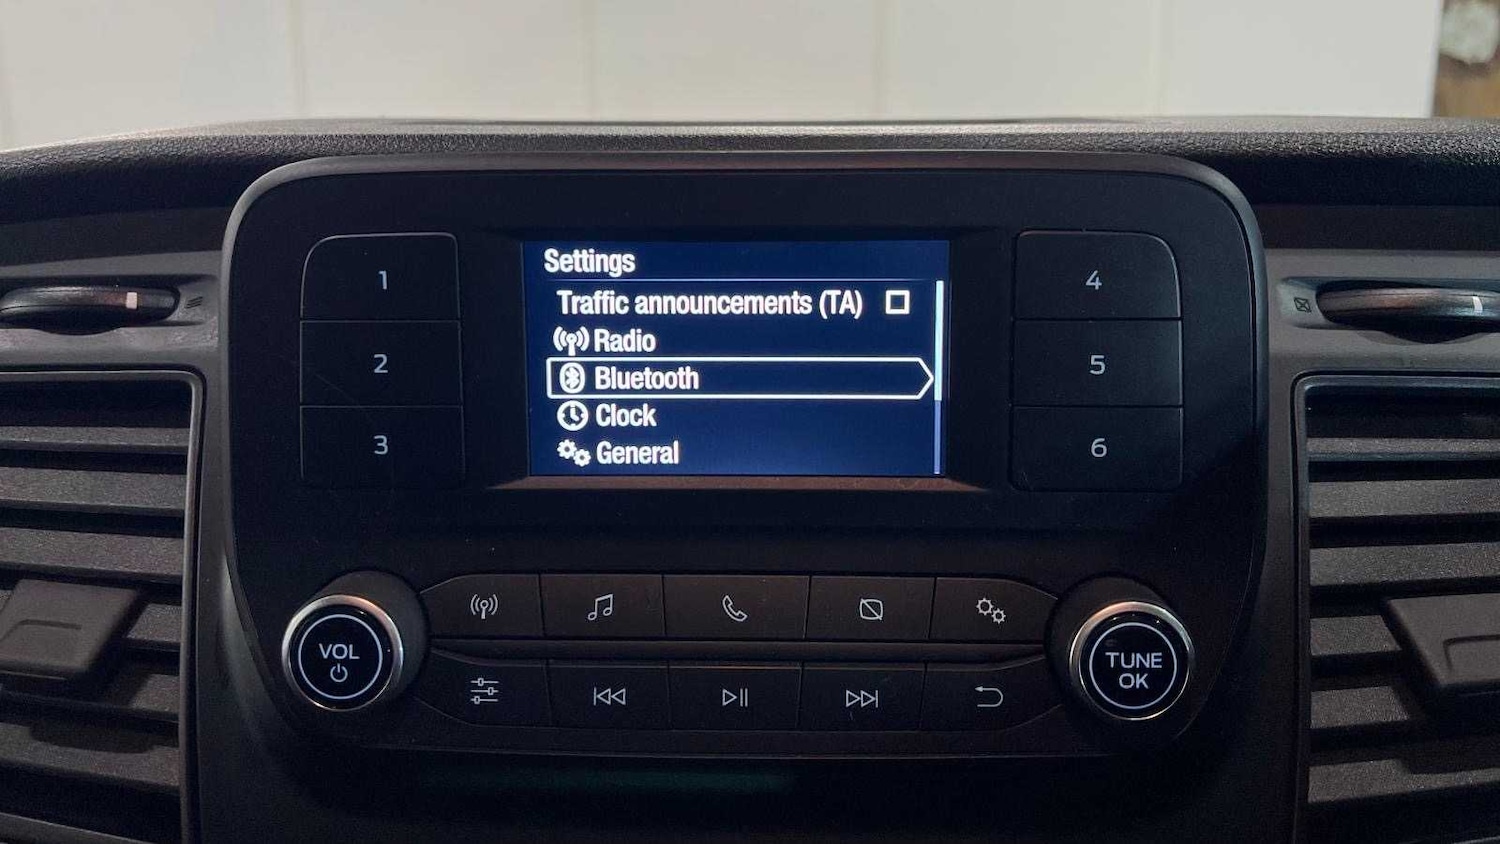 Settings
Traffic announcements (TA)
Radio
Bluetooth
Clock
General
1
2
3
4
5
6
VOL
TUNE
OK